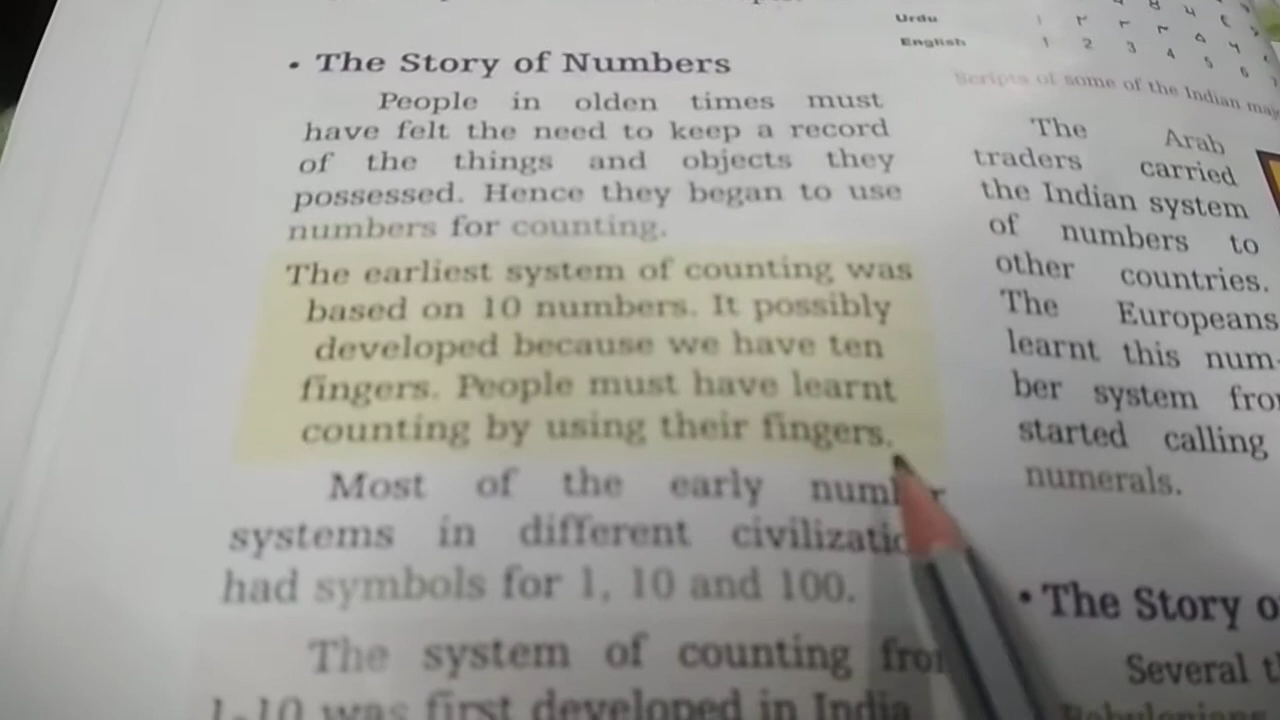 • The Story of Numbers
People in olden times must
have felt the need to keep a record
of the things and objects they
possessed. Hence they began to use
numbers for counting.
The earliest system of counting was
based on 10 numbers. It possibly
developed because we have ten
fingers. People must have learnt
counting by using their fingers.
Most of the early
systems in different
had symbols for 1, 10 and 100.
The system of counting
1-10 was first developed in India
Urdu
English 1 2 3 4 5 6
Scripts of some of the Indian
The Arab
traders carried
the Indian system
of numbers to
other countries.
The Europeans
learnt this num-
ber system
started calling
numerals.
• The Story
Several